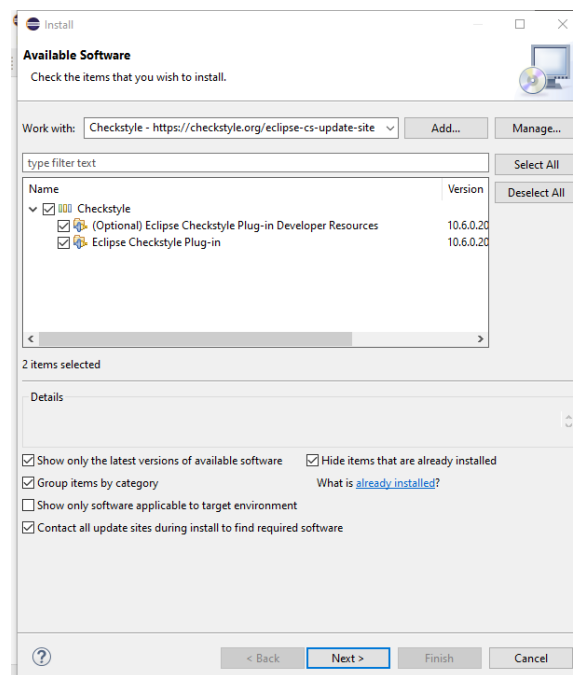 Install
Available Software
Check the items that you wish to install.
Work with: Checkstyle - https://checkstyle.org/eclipse-cs-update-site Add... Manage...
type filter text Select All
Name Version Deselect All
Checkstyle
(Optional) Eclipse Checkstyle Plug-in Developer Resources 10.6.0.20
Eclipse Checkstyle Plug-in 10.6.0.20
2 items selected
Details
Show only the latest versions of available software Hide items that are already installed
Group items by category What is already installed?
Show only software applicable to target environment
Contact all update sites during install to find required software
? < Back Next > Finish Cancel